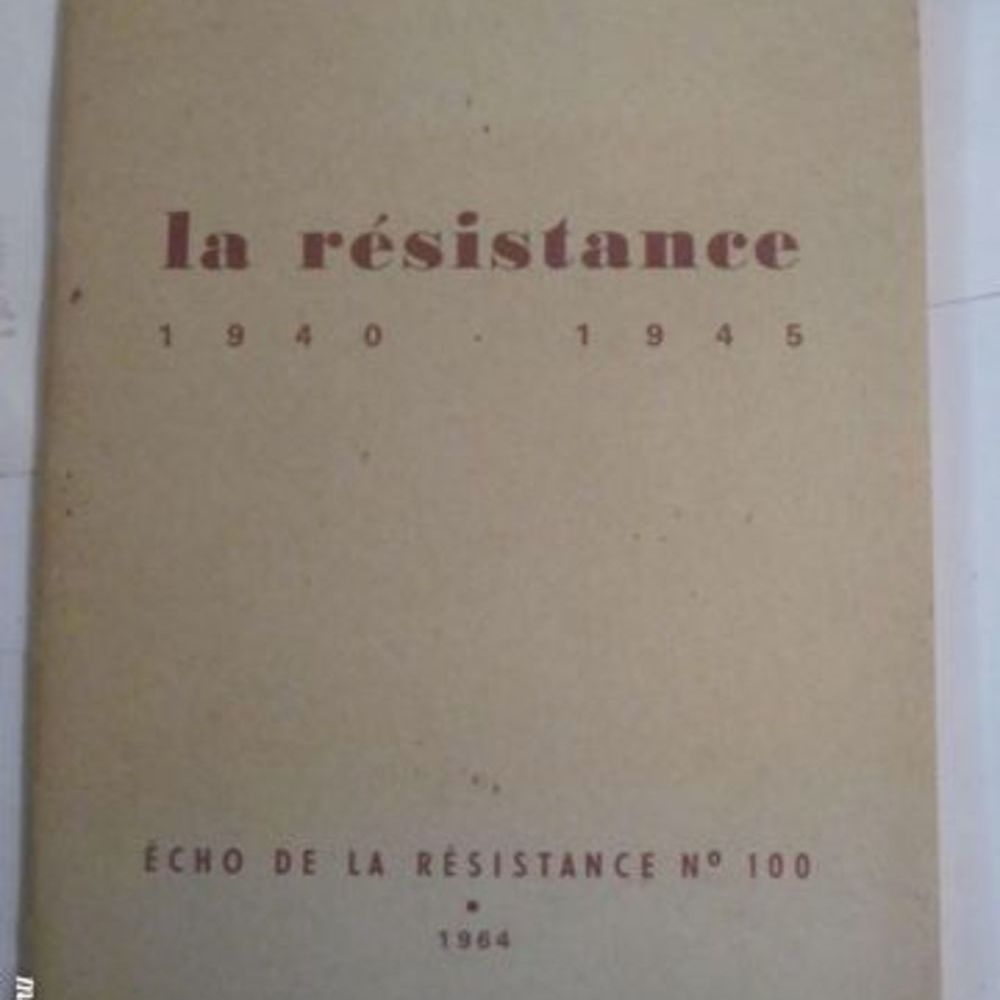 la résistance
1940 - 1945
ÉCHO DE LA RÉSISTANCE Nº 100
1964